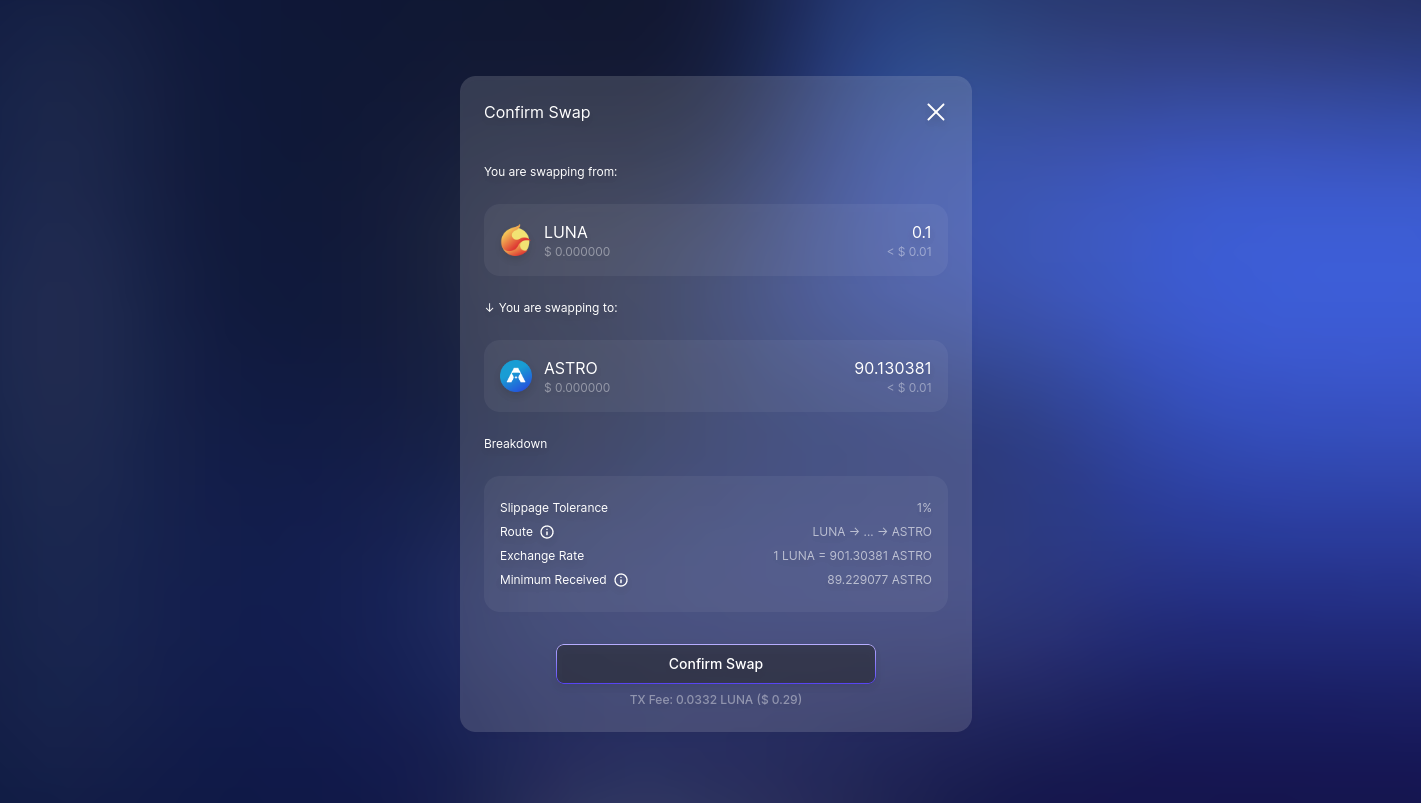 Confirm Swap
You are swapping from:
LUNA 0.1
$ 0.000000 < $ 0.01
↓ You are swapping to:
ASTRO 90.130381
$ 0.000000 < $ 0.01
Breakdown
Slippage Tolerance 1%
Route LUNA → ... → ASTRO
Exchange Rate 1 LUNA = 901.30381 ASTRO
Minimum Received 89.229077 ASTRO
Confirm Swap
TX Fee: 0.0332 LUNA ($ 0.29)